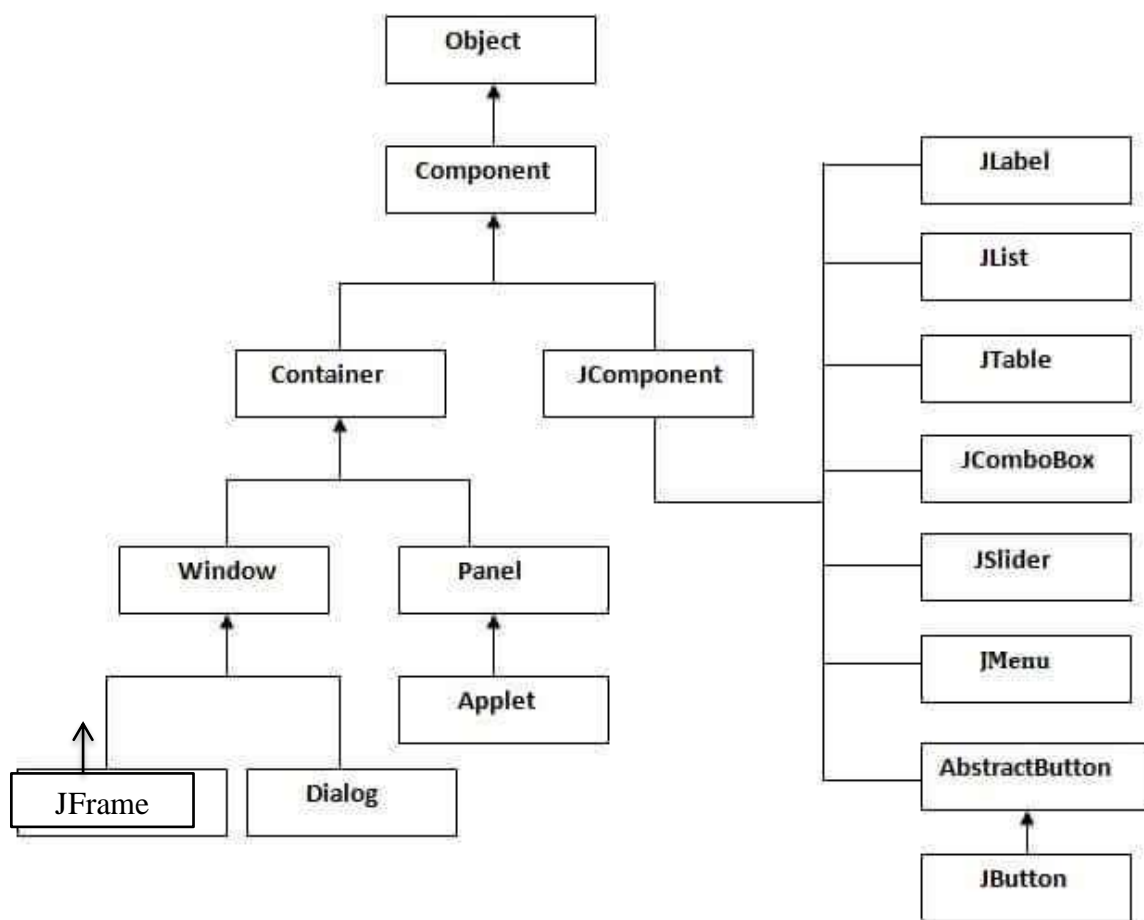 Object
Component
Container
JComponent
Window
Panel
Applet
JFrame
Dialog
JLabel
JList
JTable
JComboBox
JSlider
JMenu
AbstractButton
JButton